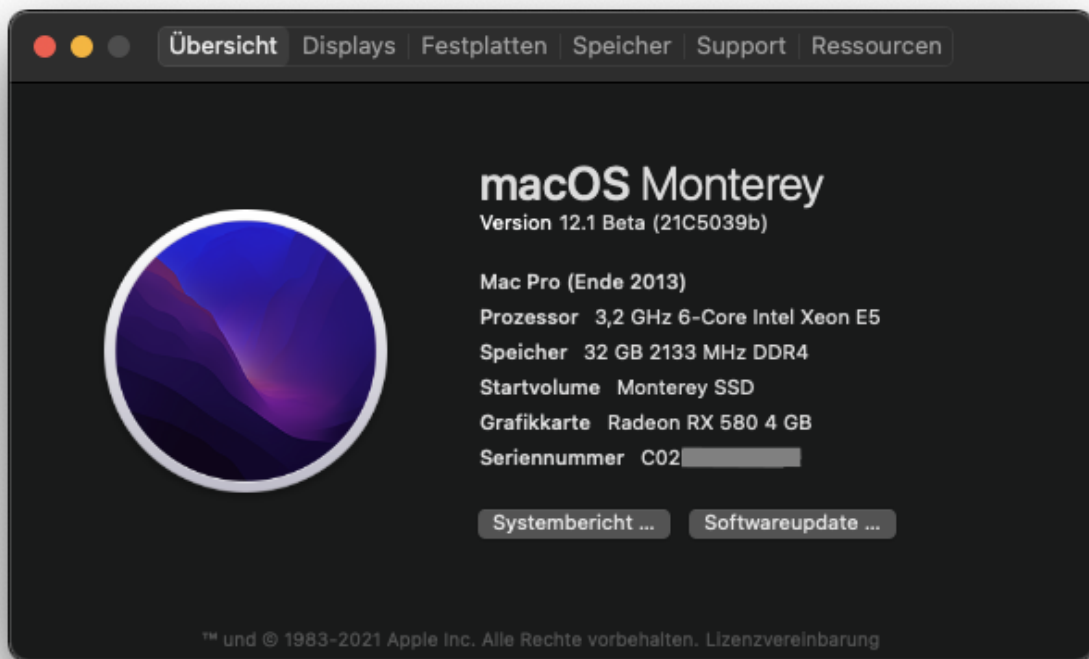 Übersicht Displays Festplatten Speicher Support Ressourcen
macOS Monterey
Version 12.1 Beta (21C5039b)
Mac Pro (Ende 2013)
Prozessor 3,2 GHz 6-Core Intel Xeon E5
Speicher 32 GB 2133 MHz DDR4
Startvolume Monterey SSD
Grafikkarte Radeon RX 580 4 GB
Seriennummer C02
Systembericht ... Softwareupdate ...
™ und © 1983-2021 Apple Inc. Alle Rechte vorbehalten. Lizenzvereinbarung